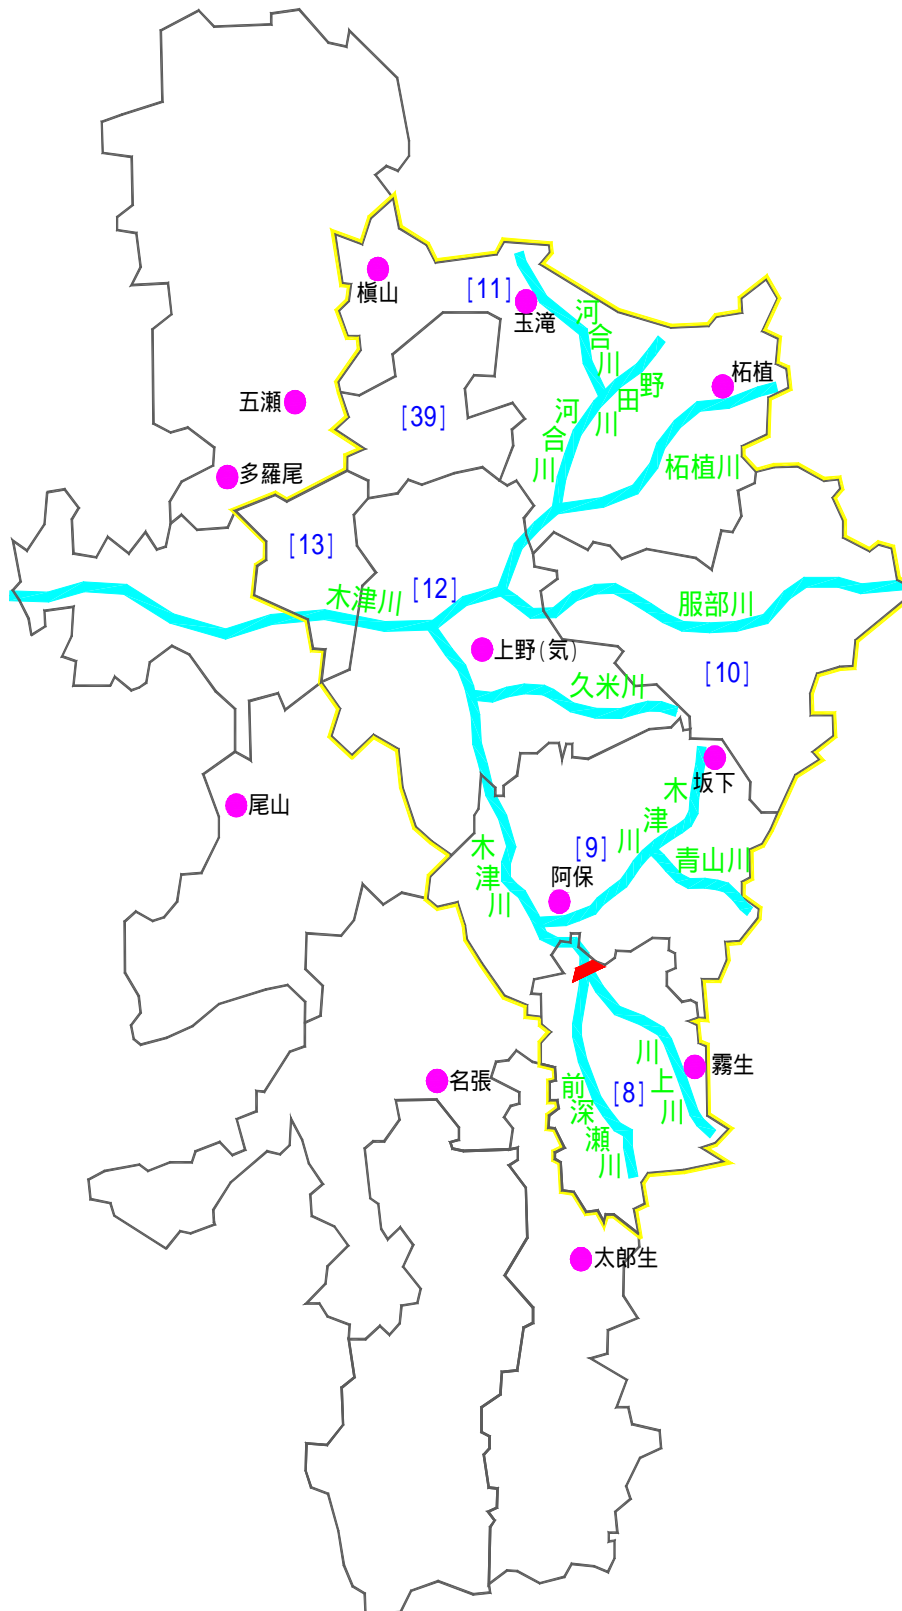 [11]
槇山
玉滝
河合川
野田川
柘植
五瀬
[39]
河合川
柘植川
多羅尾
[13]
[12]
木津川
服部川
上野(気)
[10]
久米川
坂下
木津川
尾山
[9]
青山川
木津川
阿保
川上川
霧生
名張
[8]
前深瀬川
太郎生